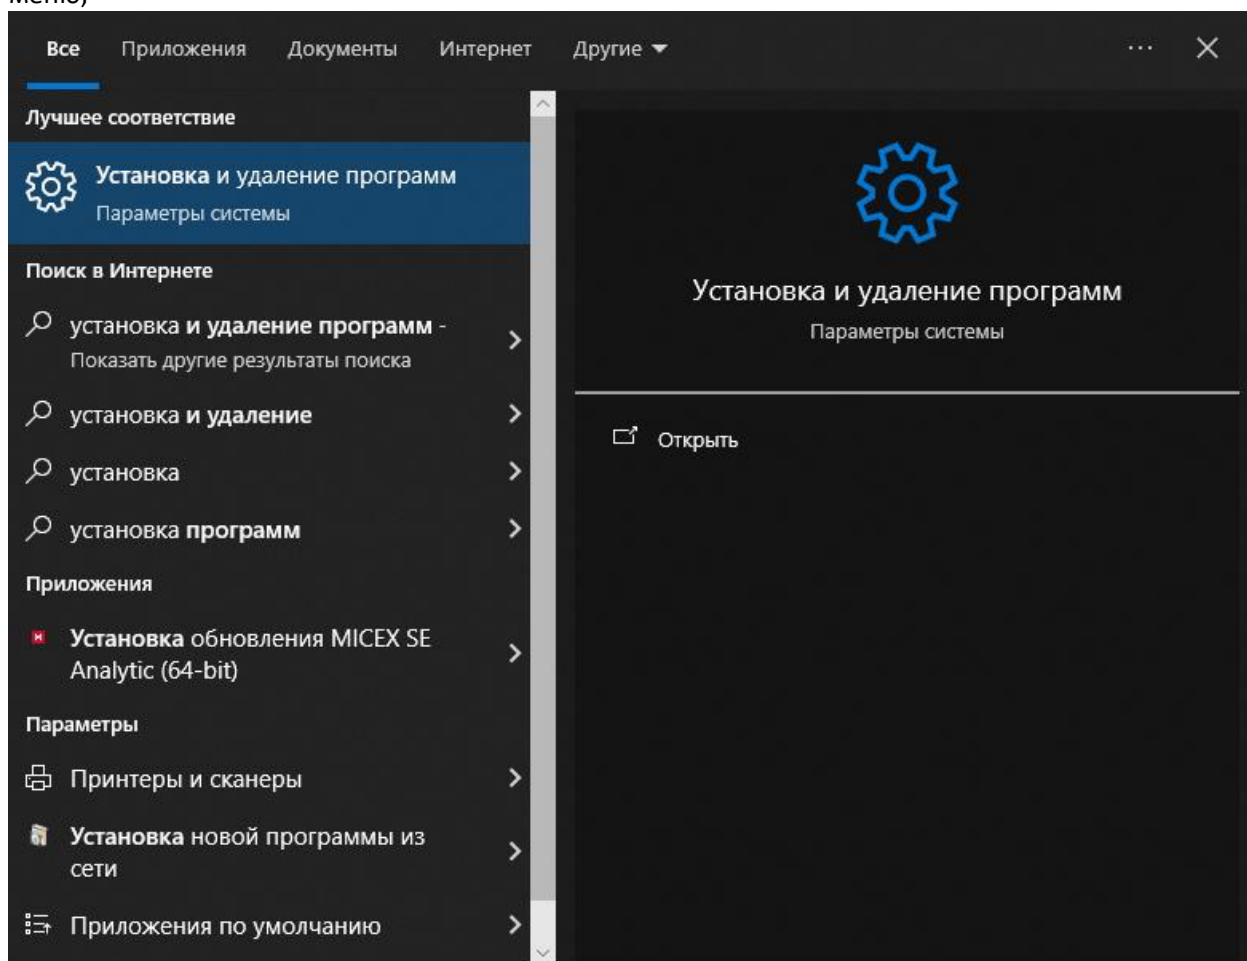 меню)
Все Приложения Документы Интернет Другие ...
Лучшее соответствие
Установка и удаление программ
Параметры системы
Поиск в Интернете
установка и удаление программ -
Показать другие результаты поиска
установка и удаление
установка
установка программ
Приложения
Установка обновления MICEX SE
Analytic (64-bit)
Параметры
Принтеры и сканеры
Установка новой программы из
сети
Приложения по умолчанию
Установка и удаление программ
Параметры системы
Открыть